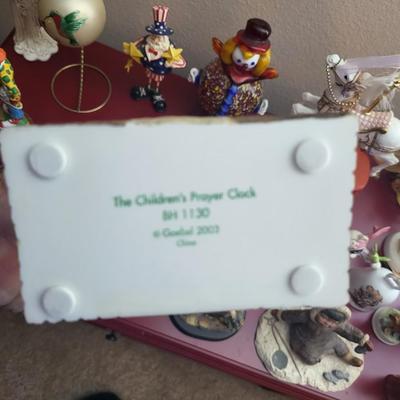 The Children's Prayer Clock
BH 1130
© Goebel 2003
China